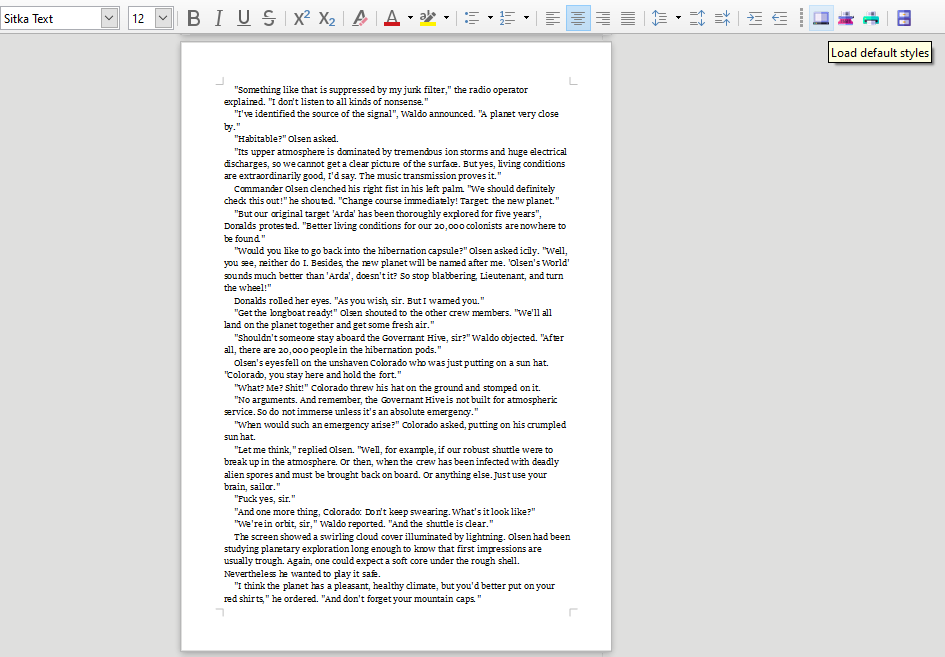 Sitka Text 12 B I U S X² X₂ A A
Load default styles
"Something like that is suppressed by my junk filter," the radio operator
explained. "I don't listen to all kinds of nonsense."
"I've identified the source of the signal", Waldo announced. "A planet very close
by."
"Habitable?" Olsen asked.
"Its upper atmosphere is dominated by tremendous ion storms and huge electrical
discharges, so we cannot get a clear picture of the surface. But yes, living conditions
are extraordinarily good, I'd say. The music transmission proves it."
Commander Olsen clenched his right fist in his left palm. "We should definitely
check this out!" he shouted. "Change course immediately! Target: the new planet."
"But our original target 'Arda' has been thoroughly explored for five years",
Donalds protested. "Better living conditions for our 20,000 colonists are nowhere to
be found."
"Would you like to go back into the hibernation capsule?" Olsen asked icily. "Well,
you see, neither do I. Besides, the new planet will be named after me. 'Olsen's World'
sounds much better than 'Arda', doesn't it? So stop blabbering, Lieutenant, and turn
the wheel!"
Donalds rolled her eyes. "As you wish, sir. But I warned you."
"Get the longboat ready!" Olsen shouted to the other crew members. "We'll all
land on the planet together and get some fresh air."
"Shouldn't someone stay aboard the Governant Hive, sir?" Waldo objected. "After
all, there are 20,000 people in the hibernation pods."
Olsen's eyes fell on the unshaven Colorado who was just putting on a sun hat.
"Colorado, you stay here and hold the fort."
"What? Me? Shit!" Colorado threw his hat on the ground and stomped on it.
"No arguments. And remember, the Governant Hive is not built for atmospheric
service. So do not immerse unless it's an absolute emergency."
"When would such an emergency arise?" Colorado asked, putting on his crumpled
sun hat.
"Let me think," replied Olsen. "Well, for example, if our robust shuttle were to
break up in the atmosphere. Or then, when the crew has been infected with deadly
alien spores and must be brought back on board. Or anything else. Just use your
brain, sailor."
"Fuck yes, sir."
"And one more thing, Colorado: Don't keep swearing. What's it look like?"
"We're in orbit, sir," Waldo reported. "And the shuttle is clear."
The screen showed a swirling cloud cover illuminated by lightning. Olsen had been
studying planetary exploration long enough to know that first impressions are
usually trough. Again, one could expect a soft core under the rough shell.
Nevertheless he wanted to play it safe.
"I think the planet has a pleasant, healthy climate, but you'd better put on your
red shirts," he ordered. "And don't forget your mountain caps."